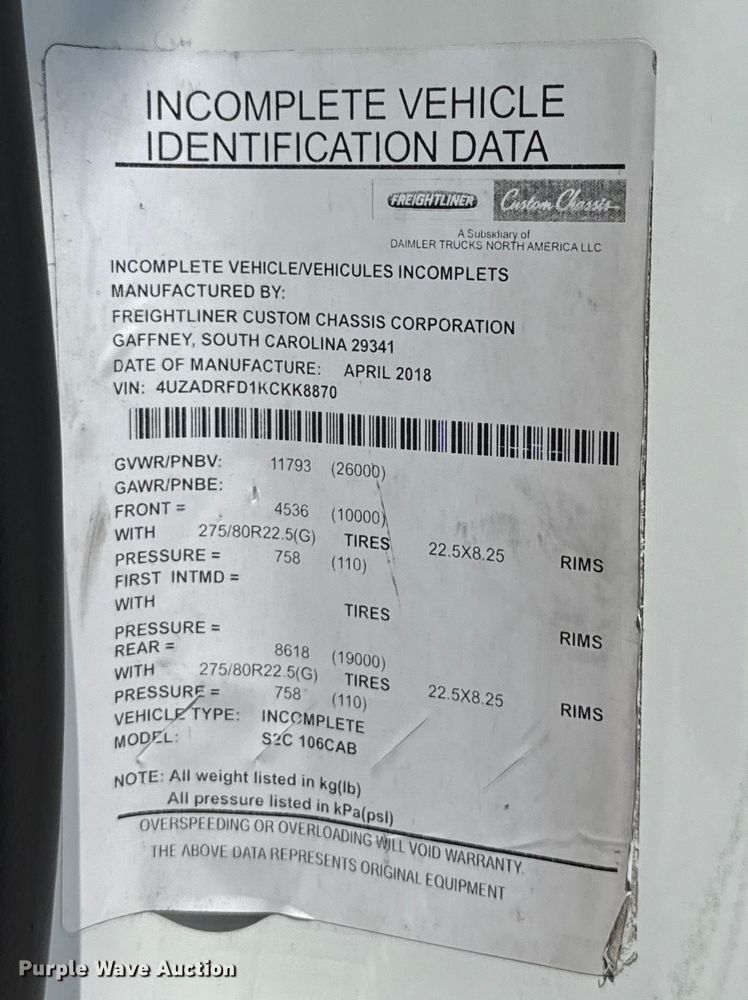 INCOMPLETE VEHICLE
IDENTIFICATION DATA
FREIGHTLINER Custom Chassis
A Subsidiary of
DAIMLER TRUCKS NORTH AMERICA LLC
INCOMPLETE VEHICLE/VEHICULES INCOMPLETS
MANUFACTURED BY:
FREIGHTLINER CUSTOM CHASSIS CORPORATION
GAFFNEY, SOUTH CAROLINA 29341
DATE OF MANUFACTURE: APRIL 2018
VIN: 4UZADRFD1KCKK8870
GVWR/PNBV: 11793 (26000)
GAWR/PNBE:
FRONT = 4536 (10000)
WITH 275/80R22.5(G) TIRES 22.5X8.25 RIMS
PRESSURE = 758 (110)
FIRST INTMD =
WITH TIRES RIMS
PRESSURE =
REAR = 8618 (19000)
WITH 275/80R22.5(G) TIRES 22.5X8.25 RIMS
PRESSURE = 758 (110)
VEHICLE TYPE: INCOMPLETE
MODEL: S2C 106CAB
NOTE: All weight listed in kg(lb)
All pressure listed in kPa(psl)
OVERSPEEDING OR OVERLOADING WILL VOID WARRANTY.
THE ABOVE DATA REPRESENTS ORIGINAL EQUIPMENT
Purple Wave Auction